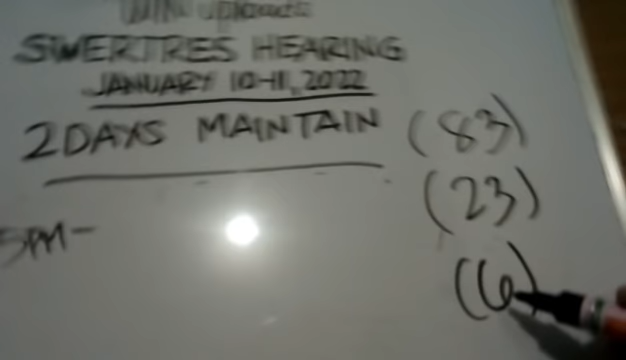 SWERTRES HEARING
JANUARY 10-11, 2022
2 DAYS MAINTAIN (83)
(23)
5PM- (6)